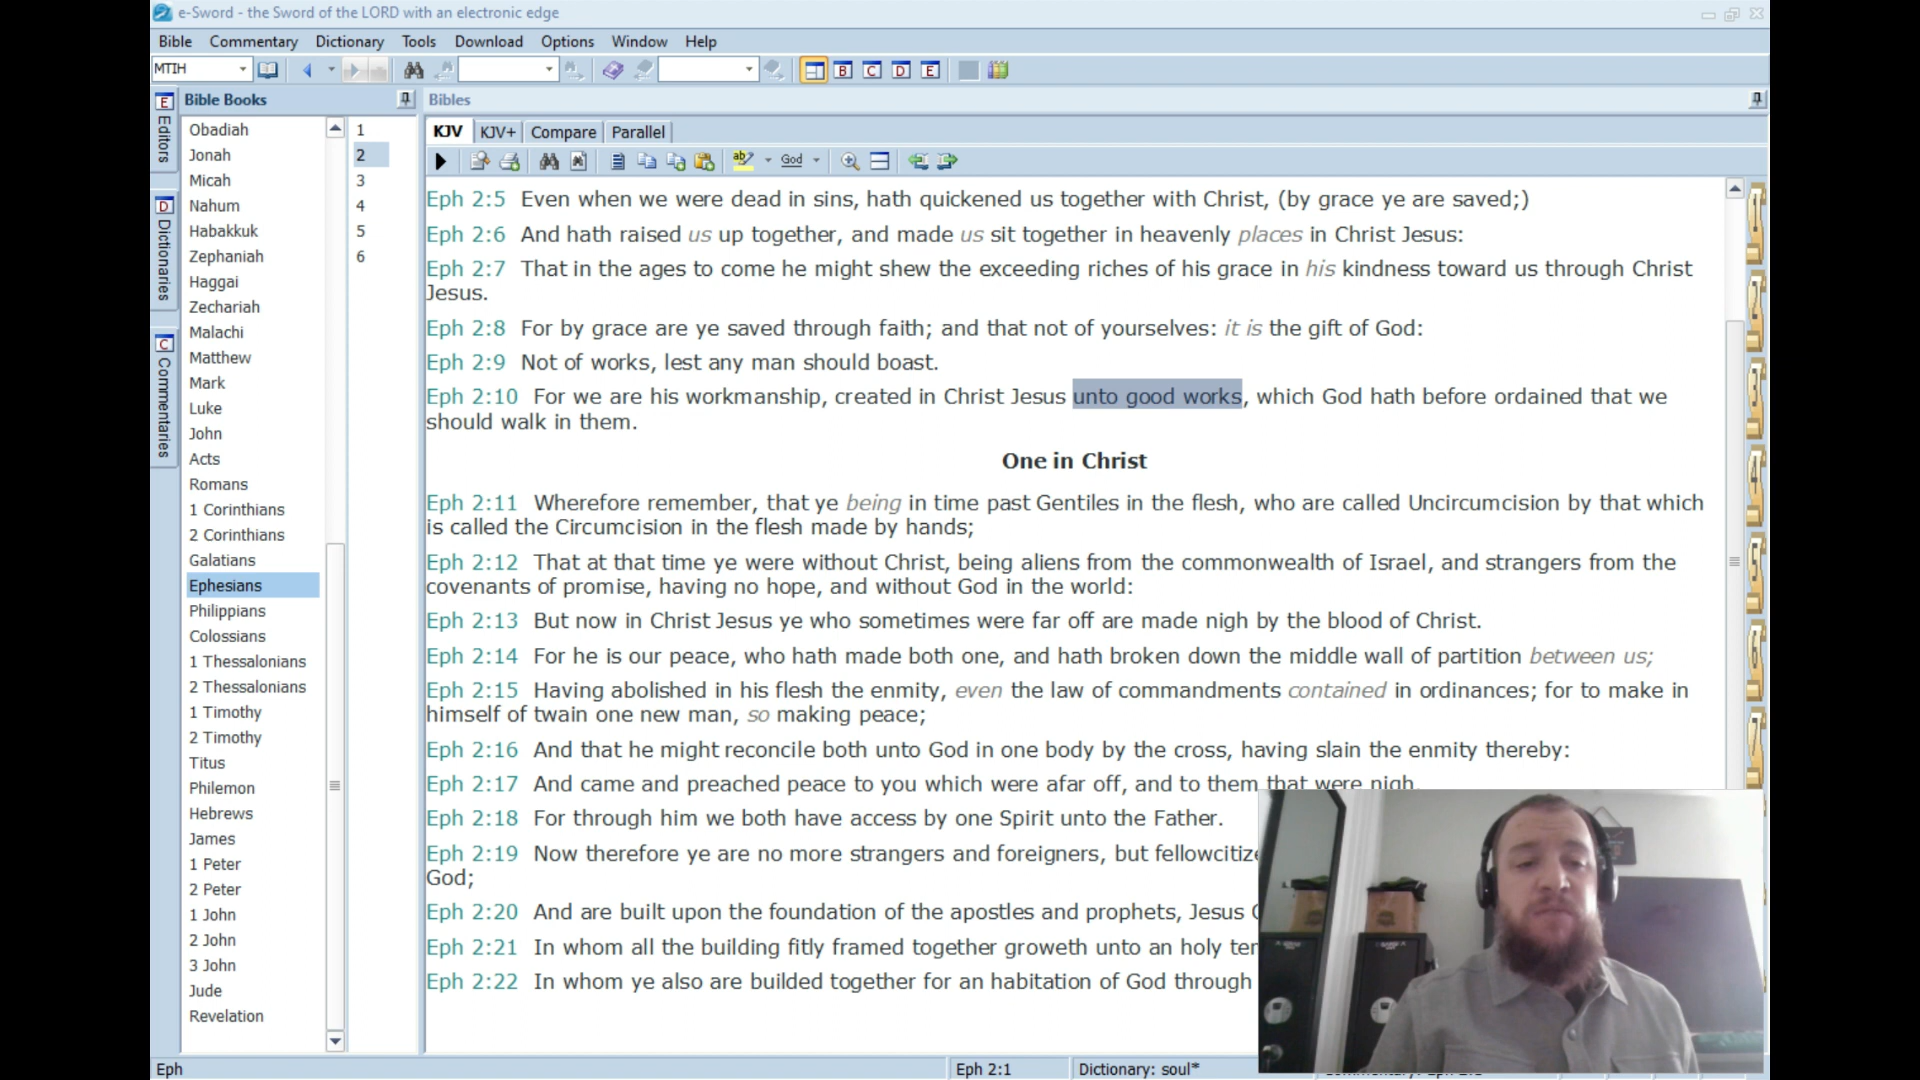 e-Sword - the Sword of the LORD with an electronic edge
Bible Commentary Dictionary Tools Download Options Window Help
MTIH
B C D E
E Editors
D Dictionaries
C Commentaries
Bible Books
Obadiah
Jonah
Micah
Nahum
Habakkuk
Zephaniah
Haggai
Zechariah
Malachi
Matthew
Mark
Luke
John
Acts
Romans
1 Corinthians
2 Corinthians
Galatians
Ephesians
Philippians
Colossians
1 Thessalonians
2 Thessalonians
1 Timothy
2 Timothy
Titus
Philemon
Hebrews
James
1 Peter
2 Peter
1 John
2 John
3 John
Jude
Revelation
1
2
3
4
5
6
Bibles
KJV KJV+ Compare Parallel
ab God
Eph 2:5 Even when we were dead in sins, hath quickened us together with Christ, (by grace ye are saved;)
Eph 2:6 And hath raised us up together, and made us sit together in heavenly places in Christ Jesus:
Eph 2:7 That in the ages to come he might shew the exceeding riches of his grace in his kindness toward us through Christ
Jesus.
Eph 2:8 For by grace are ye saved through faith; and that not of yourselves: it is the gift of God:
Eph 2:9 Not of works, lest any man should boast.
Eph 2:10 For we are his workmanship, created in Christ Jesus unto good works, which God hath before ordained that we
should walk in them.
One in Christ
Eph 2:11 Wherefore remember, that ye being in time past Gentiles in the flesh, who are called Uncircumcision by that which
is called the Circumcision in the flesh made by hands;
Eph 2:12 That at that time ye were without Christ, being aliens from the commonwealth of Israel, and strangers from the
covenants of promise, having no hope, and without God in the world:
Eph 2:13 But now in Christ Jesus ye who sometimes were far off are made nigh by the blood of Christ.
Eph 2:14 For he is our peace, who hath made both one, and hath broken down the middle wall of partition between us;
Eph 2:15 Having abolished in his flesh the enmity, even the law of commandments contained in ordinances; for to make in
himself of twain one new man, so making peace;
Eph 2:16 And that he might reconcile both unto God in one body by the cross, having slain the enmity thereby:
Eph 2:17 And came and preached peace to you which were afar off, and to them that were nigh.
Eph 2:18 For through him we both have access by one Spirit unto the Father.
Eph 2:19 Now therefore ye are no more strangers and foreigners, but fellowcitize
God;
Eph 2:20 And are built upon the foundation of the apostles and prophets, Jesus
Eph 2:21 In whom all the building fitly framed together groweth unto an holy
Eph 2:22 In whom ye also are builded together for an habitation of God through
1
2
3
4
5
6
7
Eph Eph 2:1 Dictionary: soul*